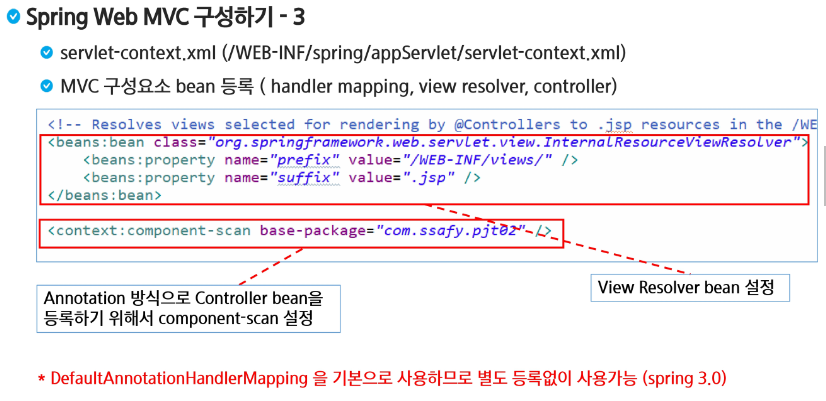 Spring Web MVC 구성하기 - 3
servlet-context.xml (/WEB-INF/spring/appServlet/servlet-context.xml)
MVC 구성요소 bean 등록 ( handler mapping, view resolver, controller)
<!-- Resolves views selected for rendering by @Controllers to .jsp resources in the /WE
<beans:bean class="org.springframework.web.servlet.view.InternalResourceViewResolver">
<beans:property name="prefix" value="/WEB-INF/views/" />
<beans:property name="suffix" value=".jsp" />
</beans:bean>
<context:component-scan base-package="com.ssafy.pjt02" />
View Resolver bean 설정
Annotation 방식으로 Controller bean을
등록하기 위해서 component-scan 설정
* DefaultAnnotationHandlerMapping 을 기본으로 사용하므로 별도 등록없이 사용가능 (spring 3.0)